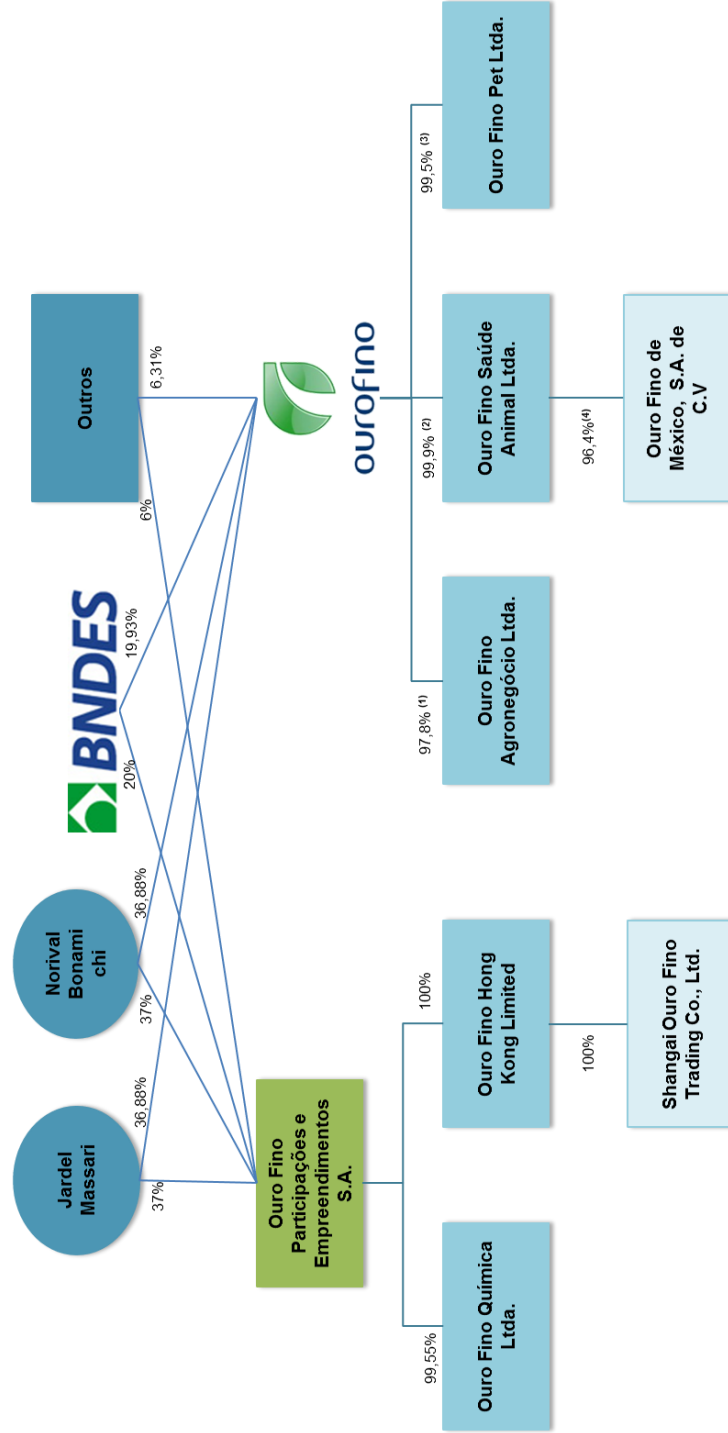 Jardel
Massari
Norival
Bonami
chi
BNDES
Outros
37%
36,88%
37%
36,88%
20%
19,93%
6%
6,31%
Ouro Fino
Participações e
Empreendimentos
S.A.
ourofino
99,55%
100%
97,8% (1)
99,9% (2)
99,5% (3)
Ouro Fino Química
Ltda.
Ouro Fino Hong
Kong Limited
Ouro Fino
Agronegócio Ltda.
Ouro Fino Saúde
Animal Ltda.
Ouro Fino Pet Ltda.
100%
96,4%(4)
Shangai Ouro Fino
Trading Co., Ltd.
Ouro Fino de
México, S.A. de
C.V